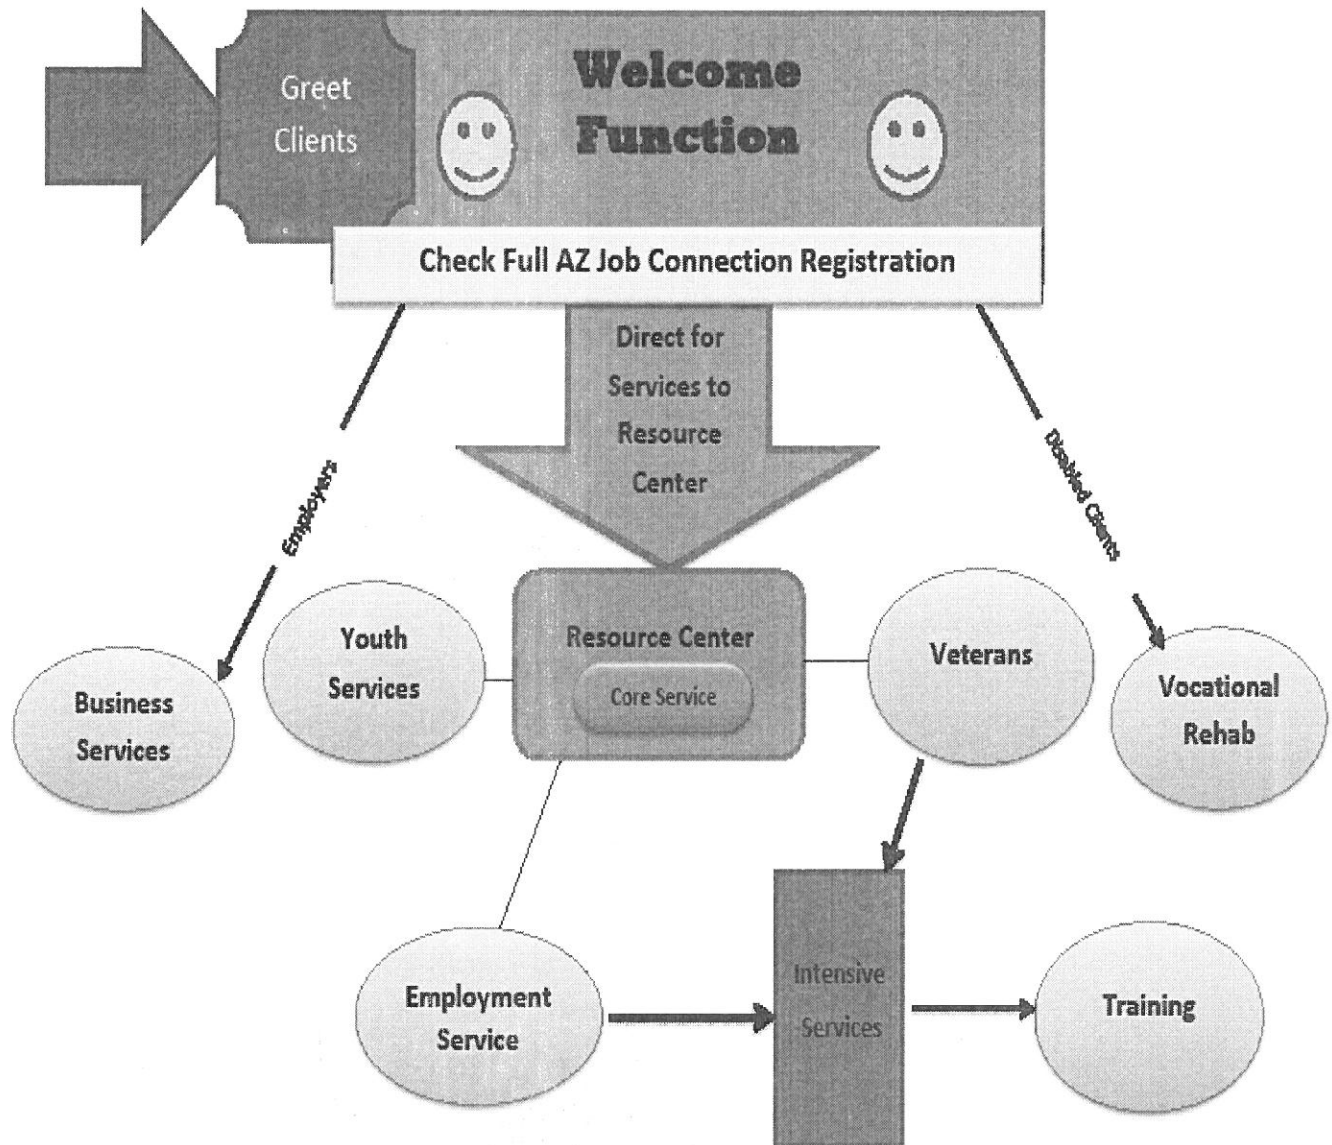 Greet
Clients
Welcome
Function
Check Full AZ Job Connection Registration
Direct for
Services to
Resource
Center
Employers
Disabled Clients
Business
Services
Youth
Services
Resource Center
Core Service
Veterans
Vocational
Rehab
Employment
Service
Intensive
Services
Training